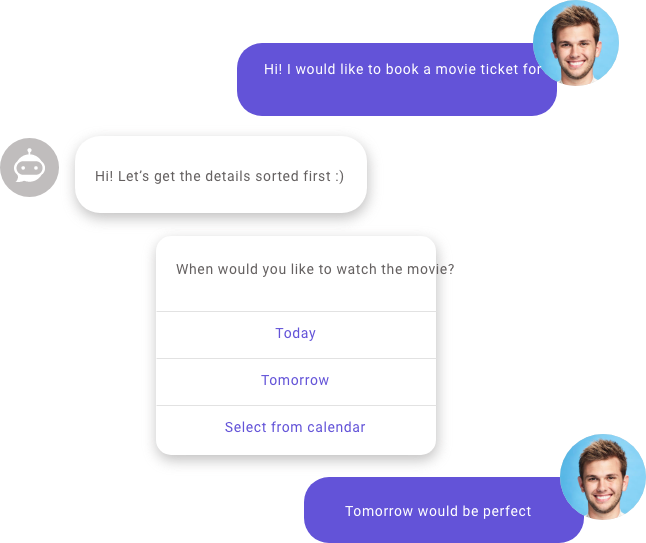 Hi! I would like to book a movie ticket for
Hi! Let’s get the details sorted first :)
When would you like to watch the movie?
Today
Tomorrow
Select from calendar
Tomorrow would be perfect